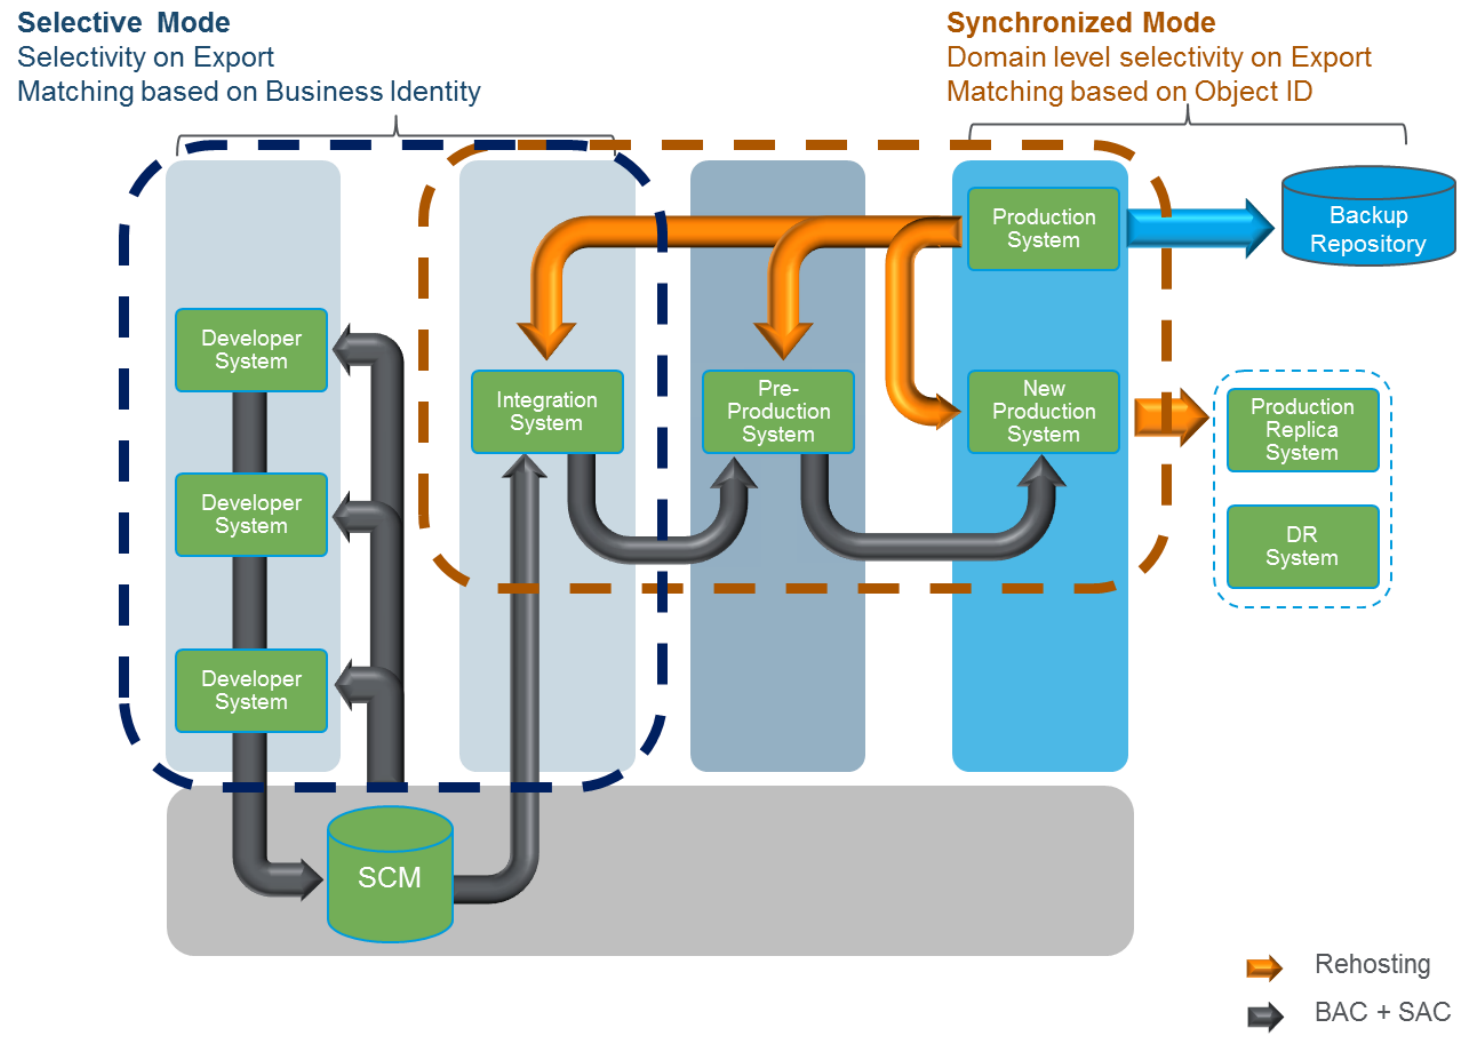 Selective Mode
Selectivity on Export
Matching based on Business Identity
Synchronized Mode
Domain level selectivity on Export
Matching based on Object ID
Production
System
Backup
Repository
Developer
System
Integration
System
Pre-
Production
System
New
Production
System
Production
Replica
System
Developer
System
DR
System
Developer
System
SCM
Rehosting
BAC + SAC